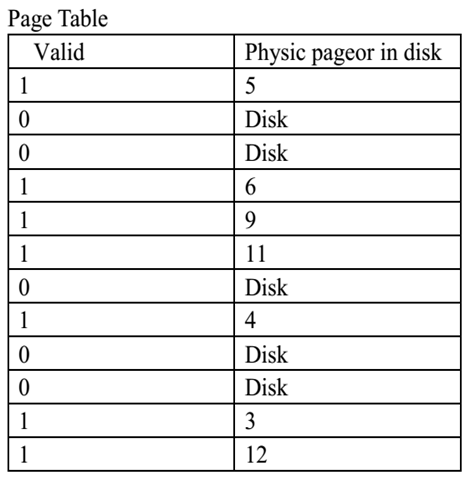 Page Table
Valid Physic pageor in disk
1 5
0 Disk
0 Disk
1 6
1 9
1 11
0 Disk
1 4
0 Disk
0 Disk
1 3
1 12